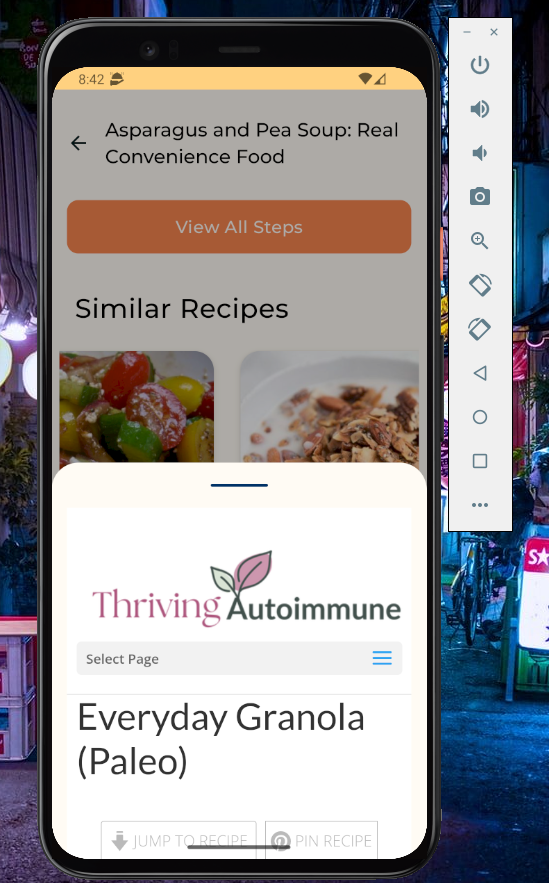 8:42
Asparagus and Pea Soup: Real
Convenience Food
View All Steps
Similar Recipes
Thriving Autoimmune
Select Page
Everyday Granola
(Paleo)
JUMP TO RECIPE
PIN RECIPE